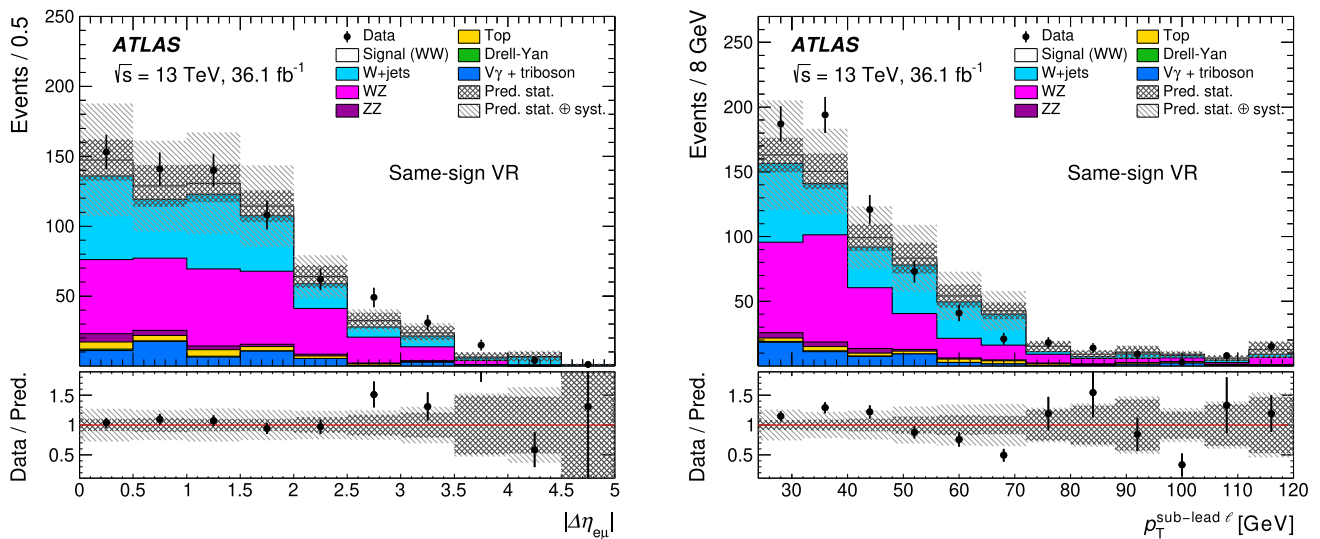 Events / 0.5
250
200
150
100
50
ATLAS
√s = 13 TeV, 36.1 fb⁻¹
Data
Signal (WW)
W+jets
WZ
ZZ
Top
Drell-Yan
Vγ + triboson
Pred. stat.
Pred. stat. ⊕ syst.
Same-sign VR
Data / Pred.
1.5
1
0.5
0 0.5 1 1.5 2 2.5 3 3.5 4 4.5 5
|Δη_eμ|
Events / 8 GeV
250
200
150
100
50
ATLAS
√s = 13 TeV, 36.1 fb⁻¹
Data
Signal (WW)
W+jets
WZ
ZZ
Top
Drell-Yan
Vγ + triboson
Pred. stat.
Pred. stat. ⊕ syst.
Same-sign VR
Data / Pred.
1.5
1
0.5
30 40 50 60 70 80 90 100 110 120
p_T^sub−lead ℓ [GeV]